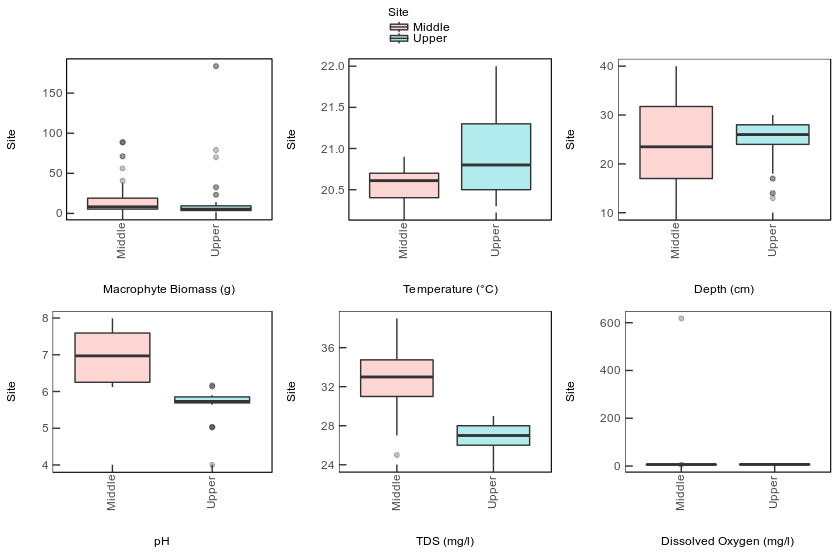 Site
Middle
Upper
Site
150
100
50
0
Middle
Upper
Macrophyte Biomass (g)
Site
22.0
21.5
21.0
20.5
Middle
Upper
Temperature (°C)
Site
40
30
20
10
Middle
Upper
Depth (cm)
Site
8
7
6
5
4
Middle
Upper
pH
Site
36
32
28
24
Middle
Upper
TDS (mg/l)
Site
600
400
200
0
Middle
Upper
Dissolved Oxygen (mg/l)